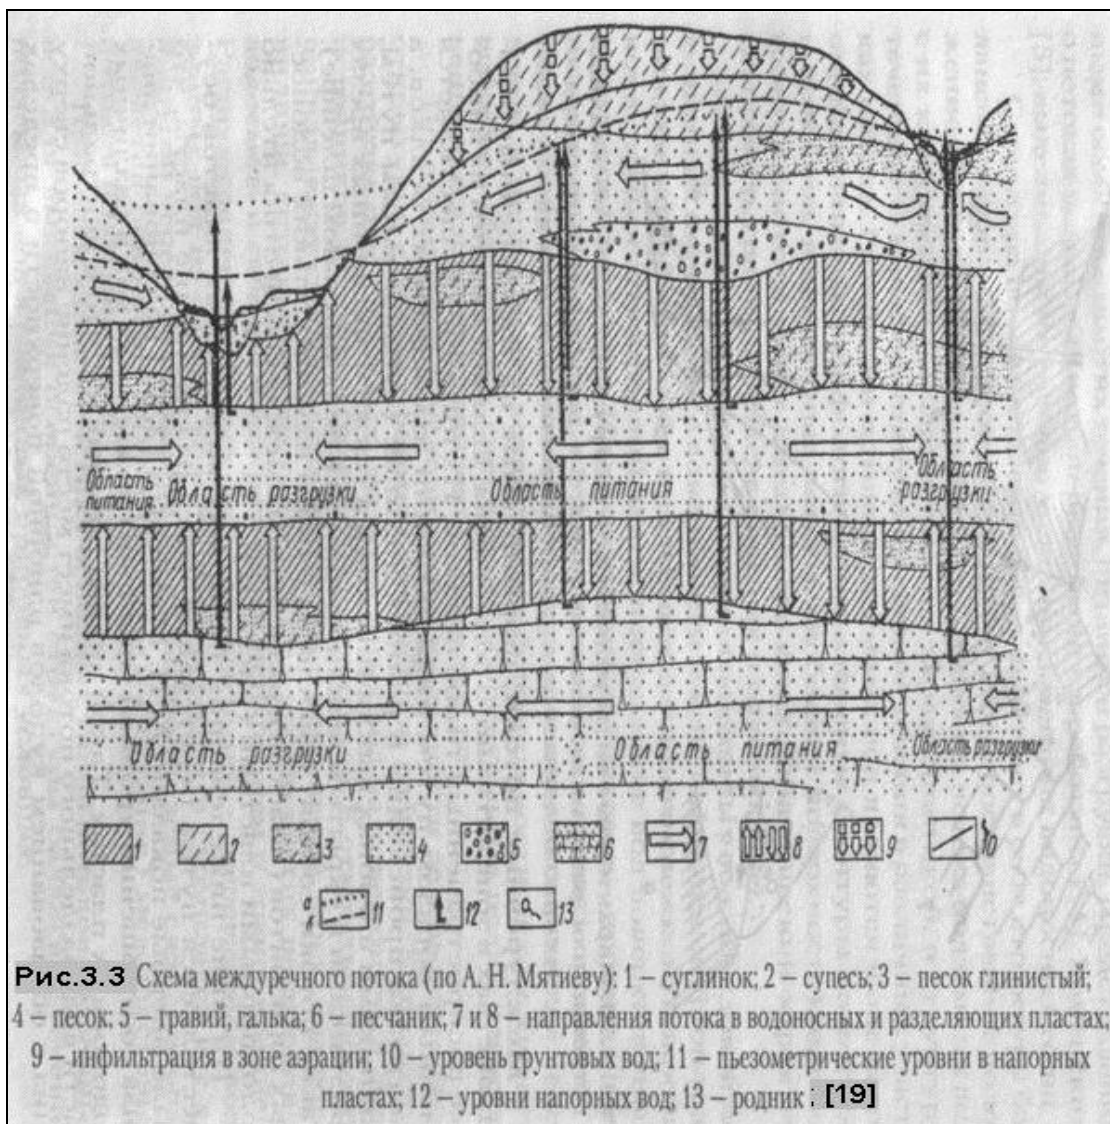 Область питания
Область разгрузки
Область питания
Область разгрузки
Область разгрузки
Область питания
Область разгрузки
1 2 3 4 5 6 7 8 9 10
а
11 12 13
Рис.3.3 Схема междуречного потока (по А. Н. Мятиеву): 1 – суглинок; 2 – супесь; 3 – песок глинистый;
4 – песок; 5 – гравий, галька; 6 – песчаник; 7 и 8 – направления потока в водоносных и разделяющих пластах;
9 – инфильтрация в зоне аэрации; 10 – уровень грунтовых вод; 11 – пьезометрические уровни в напорных
пластах; 12 – уровни напорных вод; 13 – родник : [19]